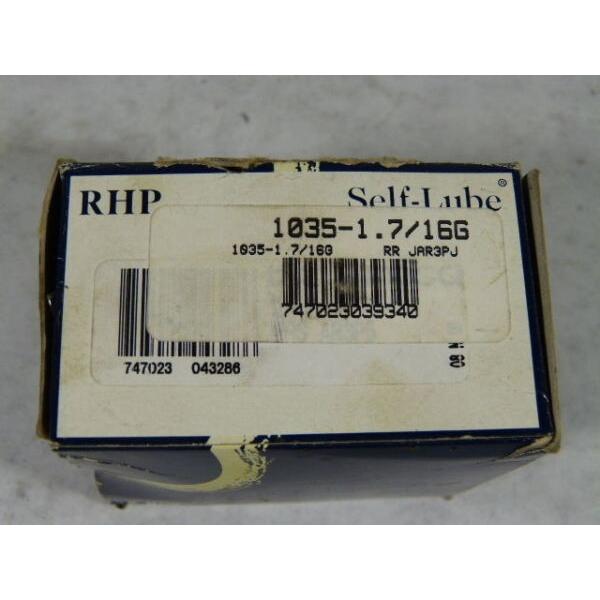 RHP Self-Lube®
1035-1.7/16G
1035-1.7/16G RR JAR3PJ
747023039340
747023 043286